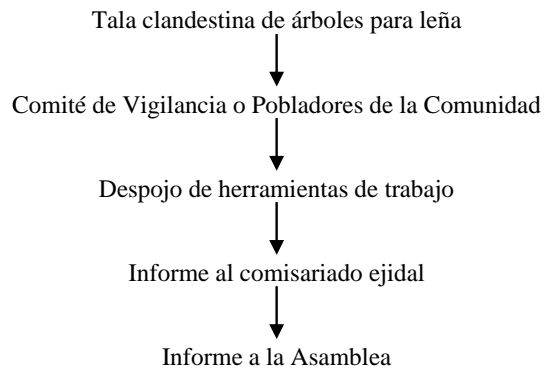 Tala clandestina de árboles para leña
Comité de Vigilancia o Pobladores de la Comunidad
Despojo de herramientas de trabajo
Informe al comisariado ejidal
Informe a la Asamblea